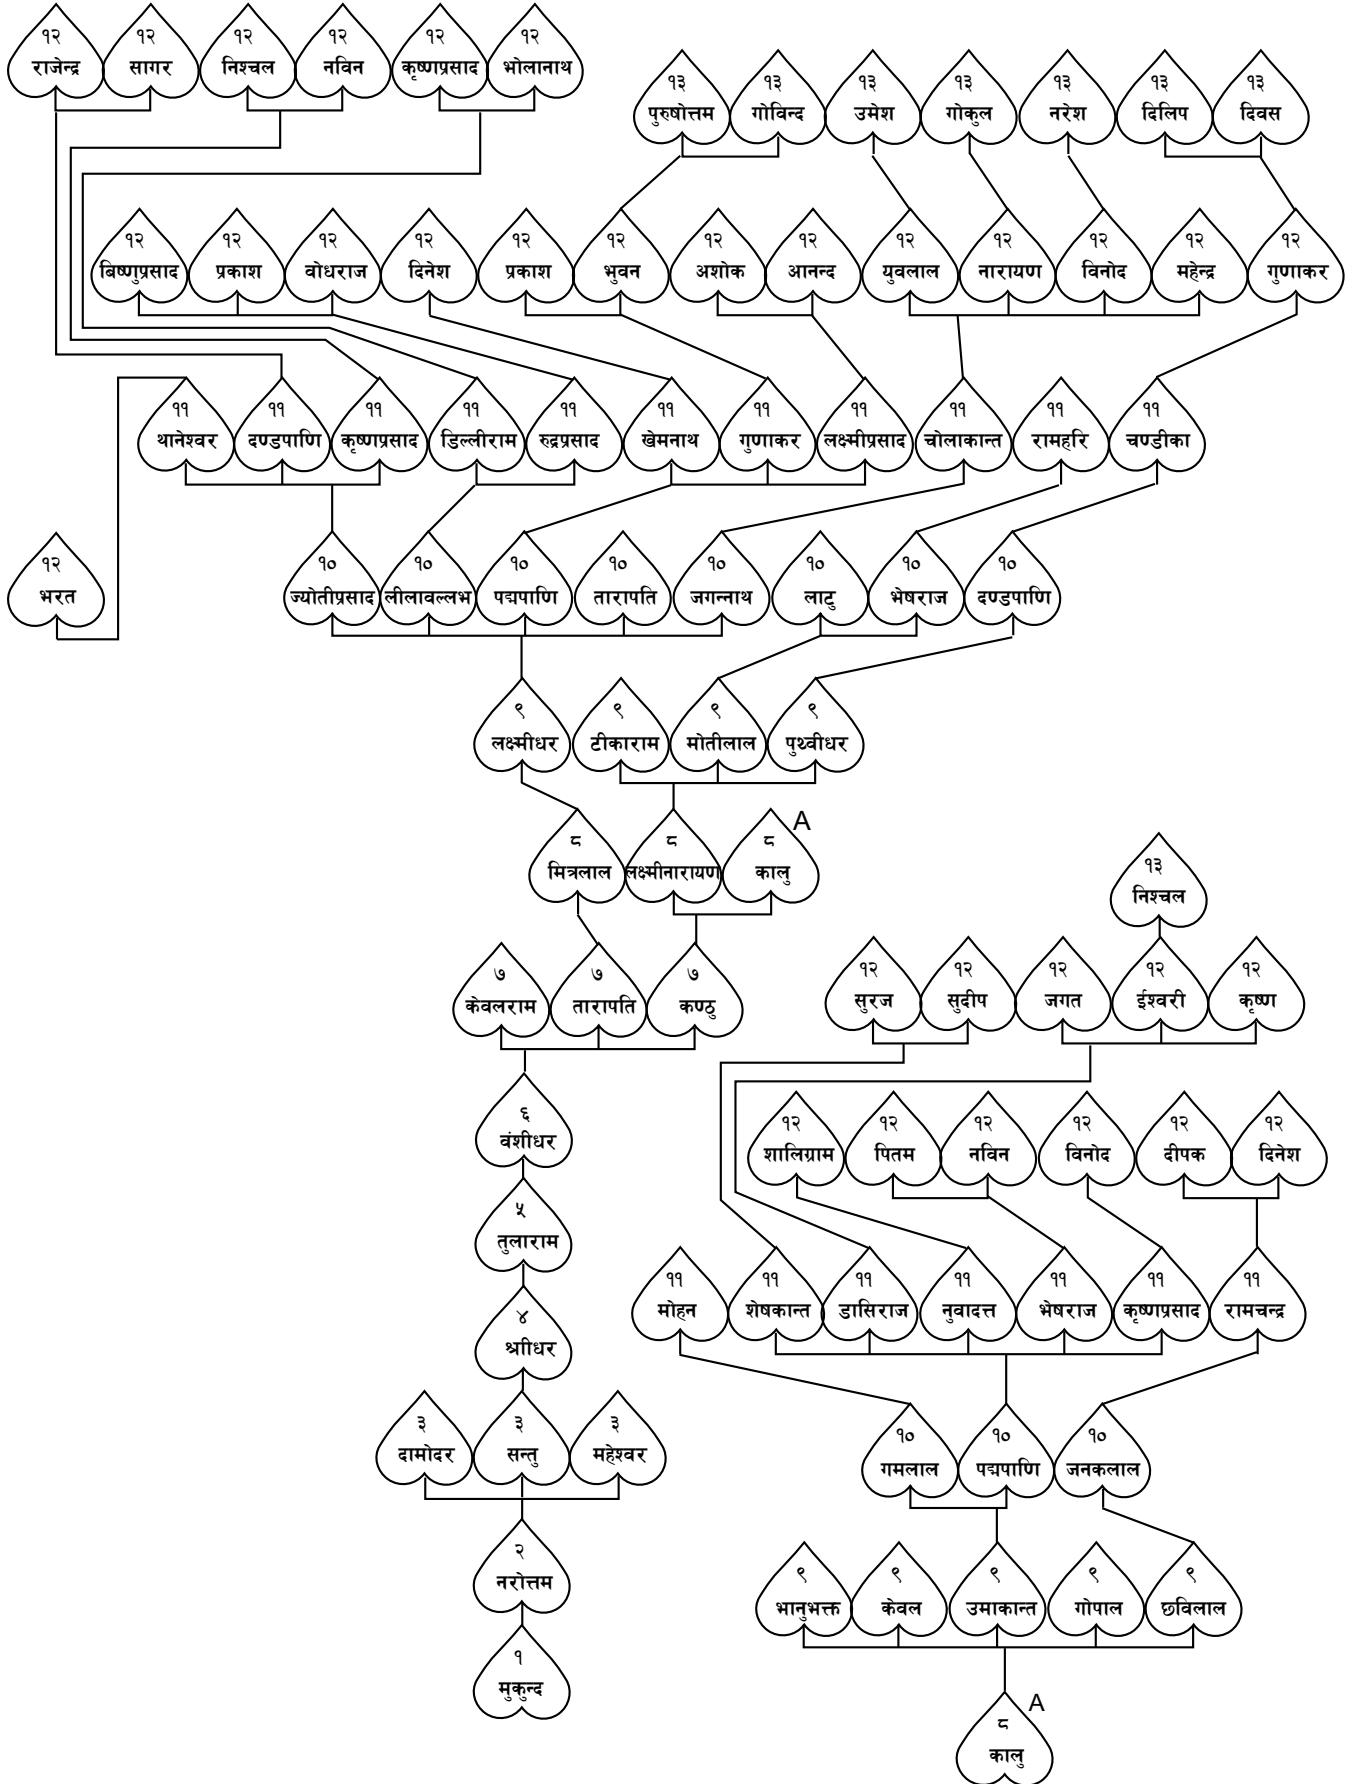 १२ १२ १२ १२ १२ १२
राजेन्द्र सागर निश्चल नविन कृष्णप्रसाद भोलानाथ
१३ १३ १३ १३ १३ १३ १३
पुरुषोत्तम गोविन्द उमेश गोकुल नरेश दिलिप दिवस
१२ १२ १२ १२ १२ १२ १२ १२ १२ १२ १२ १२ १२
बिष्णुप्रसाद प्रकाश वोधराज दिनेश प्रकाश भुवन अशोक आनन्द युवलाल नारायण विनोद महेन्द्र गुणाकर
११ ११ ११ ११ ११ ११ ११ ११ ११ ११ ११
थानेश्वर दण्डपाणि कृष्णप्रसाद डिल्लीराम रुद्रप्रसाद खेमनाथ गुणाकर लक्ष्मीप्रसाद चोलाकान्त रामहरि चण्डीका
१२ १० १० १० १० १० १० १० १०
भरत ज्योतीप्रसाद लीलावल्लभ पद्मपाणि तारापति जगन्नाथ लाटु भेषराज दण्डपाणि
९ ९ ९ ९
लक्ष्मीधर टीकाराम मोतीलाल पुथ्वीधर
८ ८ ८ A
मित्रलाल लक्ष्मीनारायण कालु
१३
निश्चल
७ ७ ७ १२ १२ १२ १२ १२
केवलराम तारापति कण्ठु सुरज सुदीप जगत ईश्वरी कृष्ण
६ १२ १२ १२ १२ १२ १२
वंशीधर शालिग्राम पितम नविन विनोद दीपक दिनेश
५
तुलाराम
११ ११ ११ ११ ११ ११ ११
मोहन शेषकान्त डासिराज नुवादत्त भेषराज कृष्णप्रसाद रामचन्द्र
४
श्राीधर
३ ३ ३ १० १० १०
दामोदर सन्तु महेश्वर गमलाल पद्मपाणि जनकलाल
२ ९ ९ ९ ९ ९
नरोत्तम भानुभक्त केवल उमाकान्त गोपाल छविलाल
१
मुकुन्द
८ A
कालु